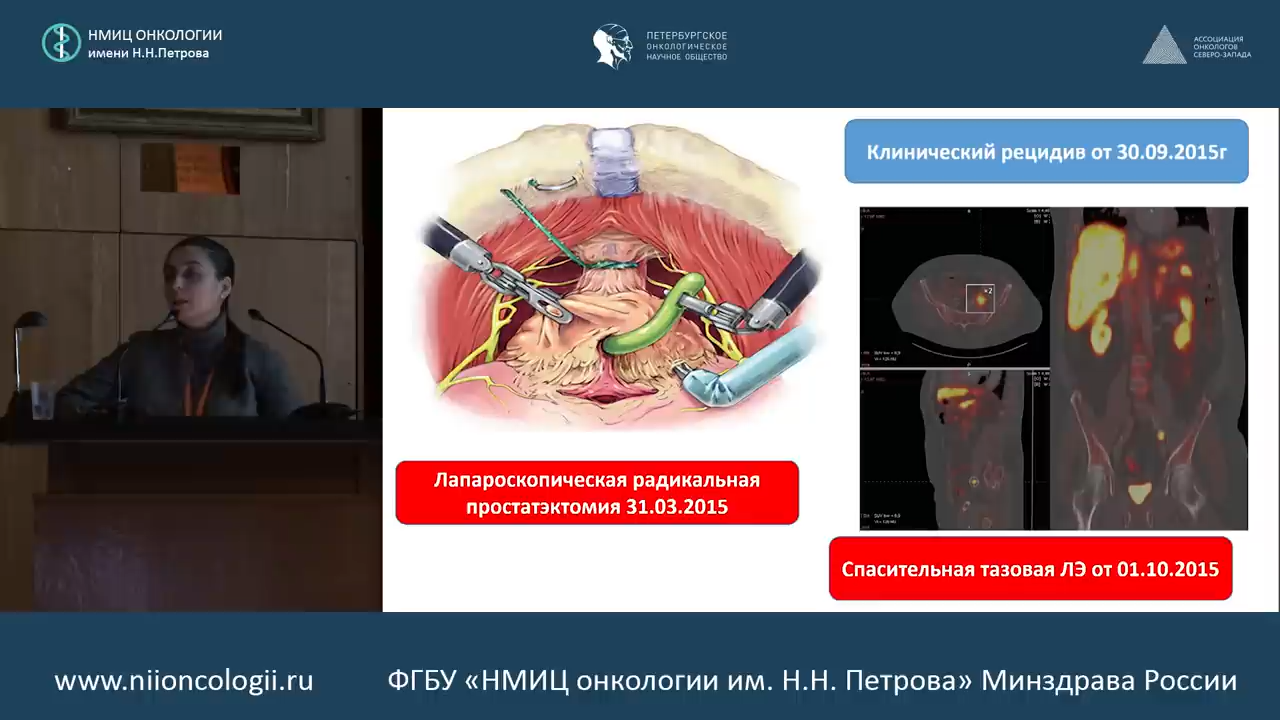 НМИЦ ОНКОЛОГИИ
имени Н.Н.Петрова
ПЕТЕРБУРГСКОЕ
ОНКОЛОГИЧЕСКОЕ
НАУЧНОЕ ОБЩЕСТВО
АССОЦИАЦИЯ
ОНКОЛОГОВ
СЕВЕРО-ЗАПАДА
Клинический рецидив от 30.09.2015г
Лапароскопическая радикальная
простатэктомия 31.03.2015
Спасительная тазовая ЛЭ от 01.10.2015
www.niioncologii.ru
ФГБУ «НМИЦ онкологии им. Н.Н. Петрова» Минздрава России